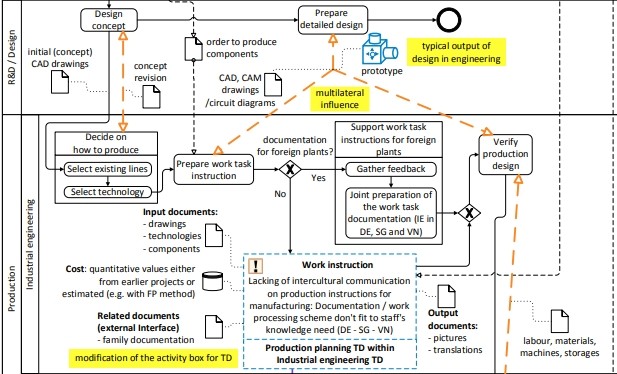 R&D / Design
Design
concept
Prepare
detailed design
initial (concept)
CAD drawings
concept
revision
order to produce
components
CAD, CAM
drawings
/circuit diagrams
prototype
typical output of
design in engineering
multilateral
influence
Production
Industrial engineering
Decide on
how to produce
Select existing lines
Select technology
Prepare work task
instruction
documentation
for foreign plants?
Yes
No
Support work task
instructions for foreign
plants
Gather feedback
Joint preparation of
the work task
documentation (IE in
DE, SG and VN)
Verify
production
design
Input documents:
- drawings
- technologies
- components
Cost: quantitative values either
from earlier projects or
estimated (e.g. with FP method)
Related documents
(external Interface)
- family documentation
modification of the activity box for TD
!
Work instruction
Lacking of intercultural communication
on production instructions for
manufacturing: Documentation / work
processing scheme don't fit to staff's
knowledge need (DE - SG - VN)
Production planning TD within
Industrial engineering TD
Output
documents:
- pictures
- translations
labour, materials,
machines, storages